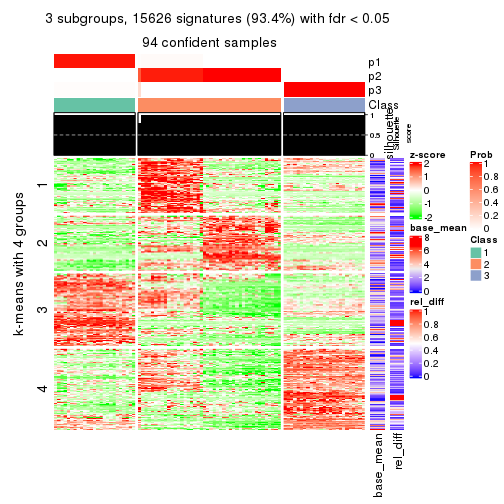 3 subgroups, 15626 signatures (93.4%) with fdr < 0.05
94 confident samples
p1
p2
p3
Class
1
0.5
0
silhouette
Silhouette
score
k-means with 4 groups
1
2
3
4
base_mean
rel_diff
z-score
2
1
0
-1
-2
base_mean
8
6
4
2
0
rel_diff
1
0.8
0.6
0.4
0.2
0
Prob
1
0.8
0.6
0.4
0.2
0
Class
1
2
3